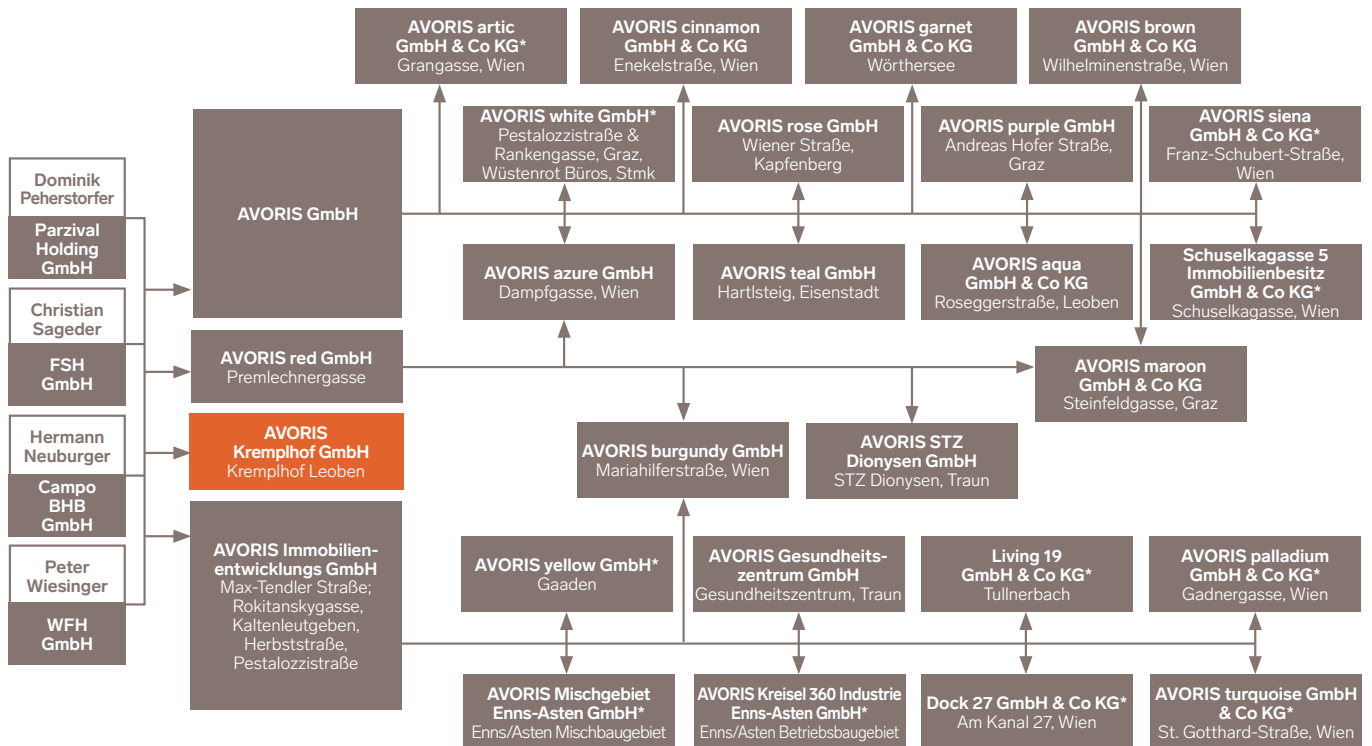 Dominik
Peherstorfer
Parzival
Holding
GmbH
Christian
Sageder
FSH
GmbH
Hermann
Neuburger
Campo
BHB
GmbH
Peter
Wiesinger
WFH
GmbH
AVORIS GmbH
AVORIS red GmbH
Premlechnergasse
AVORIS
Kremplhof GmbH
Kremplhof Leoben
AVORIS Immobilien-
entwicklungs GmbH
Max-Tendler Straße;
Rokitanskygasse,
Kaltenleutgeben,
Herbststraße,
Pestalozzistraße
AVORIS artic
GmbH & Co KG*
Grangasse, Wien
AVORIS cinnamon
GmbH & Co KG
Enekelstraße, Wien
AVORIS garnet
GmbH & Co KG
Wörthersee
AVORIS brown
GmbH & Co KG
Wilhelminenstraße, Wien
AVORIS white GmbH*
Pestalozzistraße &
Rankengasse, Graz,
Wüstenrot Büros, Stmk
AVORIS rose GmbH
Wiener Straße,
Kapfenberg
AVORIS purple GmbH
Andreas Hofer Straße,
Graz
AVORIS siena
GmbH & Co KG*
Franz-Schubert-Straße,
Wien
AVORIS azure GmbH
Dampfgasse, Wien
AVORIS teal GmbH
Hartlsteig, Eisenstadt
AVORIS aqua
GmbH & Co KG
Roseggerstraße, Leoben
Schuselkagasse 5
Immobilienbesitz
GmbH & Co KG*
Schuselkagasse, Wien
AVORIS maroon
GmbH & Co KG
Steinfeldgasse, Graz
AVORIS burgundy GmbH
Mariahilferstraße, Wien
AVORIS STZ
Dionysen GmbH
STZ Dionysen, Traun
AVORIS yellow GmbH*
Gaaden
AVORIS Gesundheits-
zentrum GmbH
Gesundheitszentrum, Traun
Living 19
GmbH & Co KG*
Tullnerbach
AVORIS palladium
GmbH & Co KG*
Gadnergasse, Wien
AVORIS Mischgebiet
Enns-Asten GmbH*
Enns/Asten Mischbaugebiet
AVORIS Kreisel 360 Industrie
Enns-Asten GmbH*
Enns/Asten Betriebsbaugebiet
Dock 27 GmbH & Co KG*
Am Kanal 27, Wien
AVORIS turquoise GmbH
& Co KG*
St. Gotthard-Straße, Wien